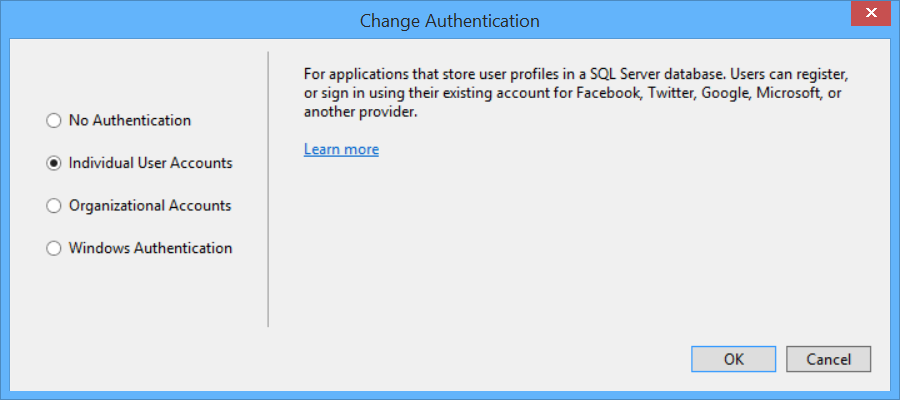 Change Authentication
No Authentication
Individual User Accounts
Organizational Accounts
Windows Authentication
For applications that store user profiles in a SQL Server database. Users can register,
or sign in using their existing account for Facebook, Twitter, Google, Microsoft, or
another provider.
Learn more
OK
Cancel